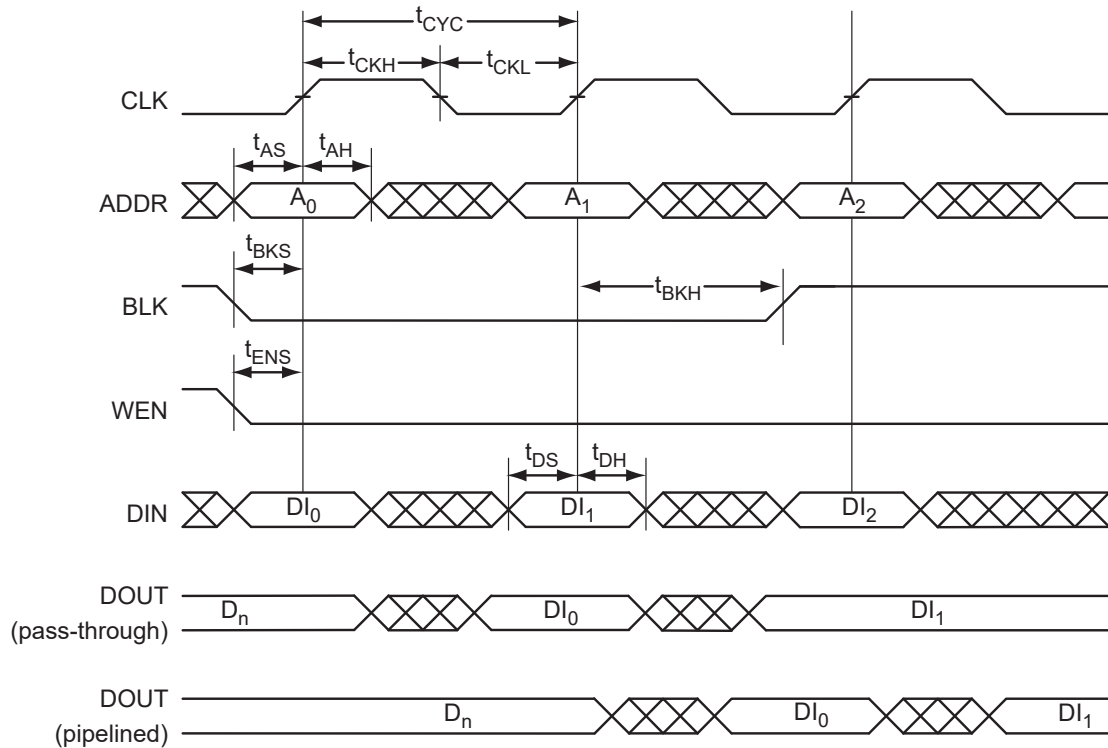 tCYC
tCKH tCKL
CLK
tAS tAH
ADDR A0 A1 A2
tBKS
tBKH
BLK
tENS
WEN
tDS tDH
DIN DI0 DI1 DI2
DOUT
(pass-through)
Dn DI0 DI1
DOUT
(pipelined)
Dn DI0 DI1